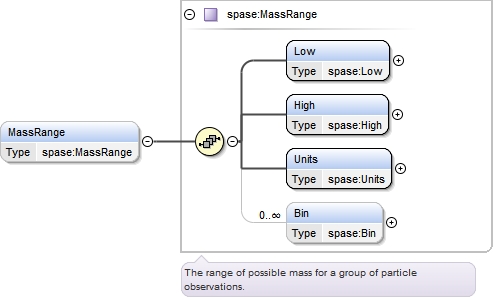 spase:MassRange
Low
Type spase:Low
High
Type spase:High
MassRange
Type spase:MassRange
Units
Type spase:Units
0..∞
Bin
Type spase:Bin
The range of possible mass for a group of particle
observations.